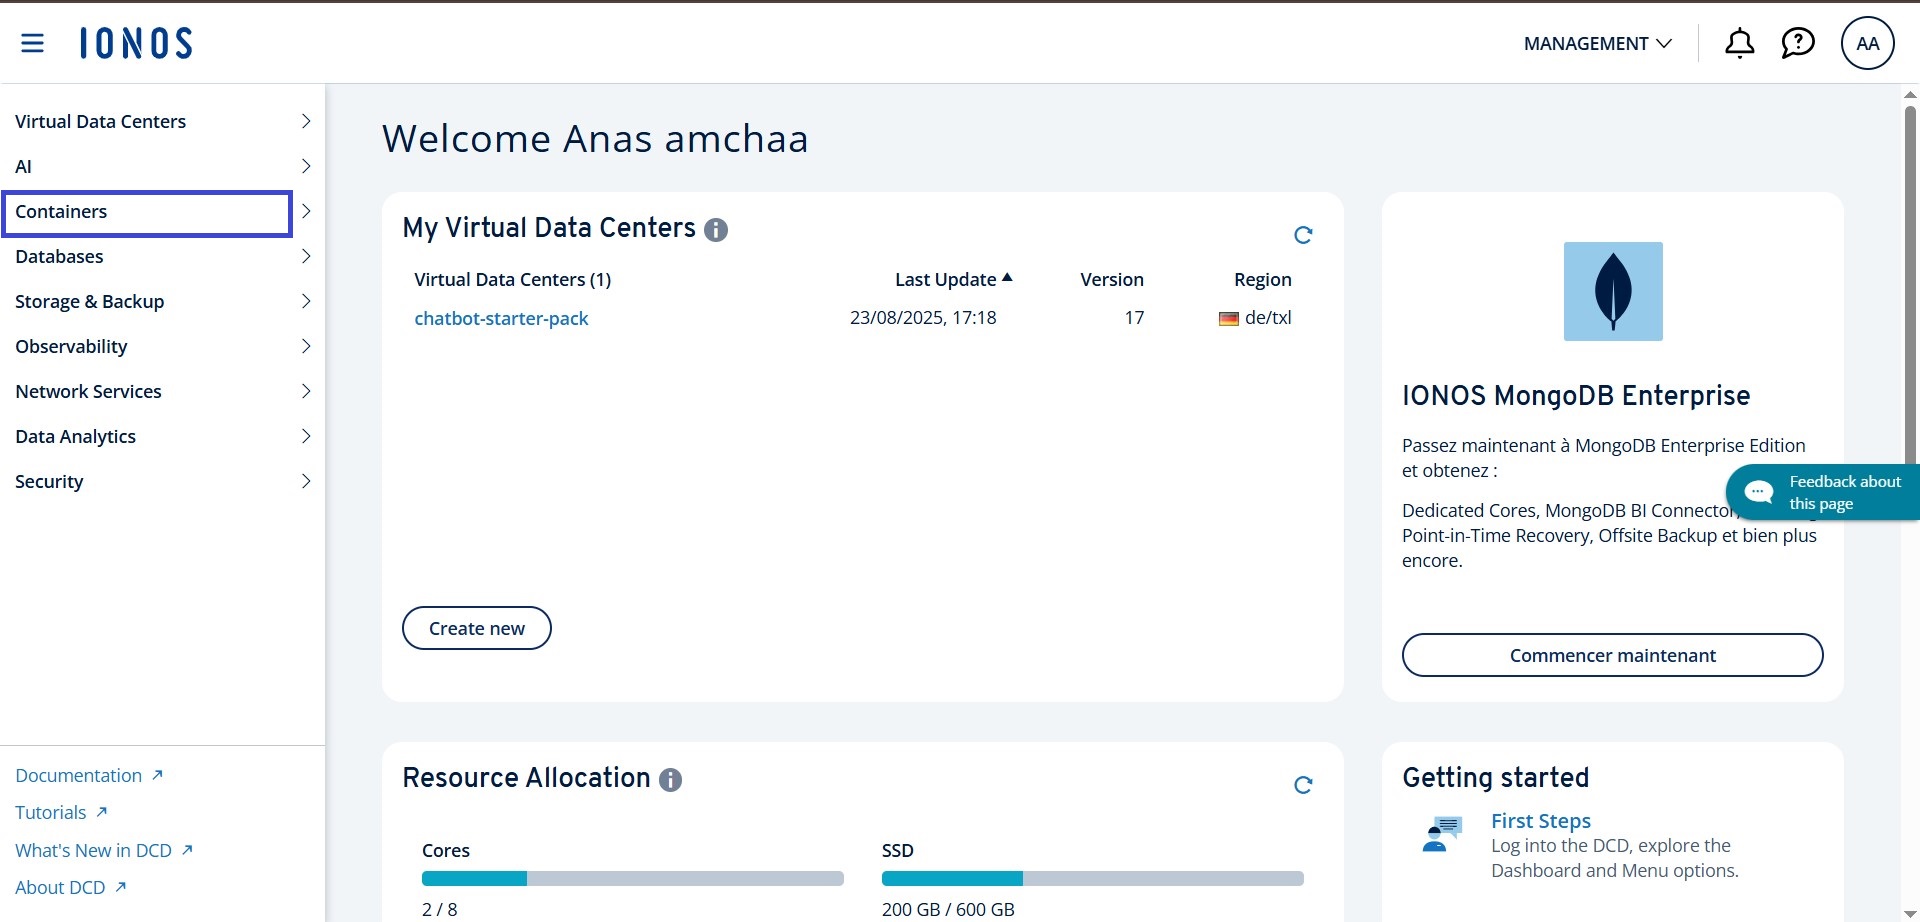 IONOS
MANAGEMENT
AA
Virtual Data Centers
AI
Containers
Databases
Storage & Backup
Observability
Network Services
Data Analytics
Security
Documentation
Tutorials
What's New in DCD
About DCD
Welcome Anas amchaa
My Virtual Data Centers
Virtual Data Centers (1) Last Update Version Region
chatbot-starter-pack 23/08/2025, 17:18 17 de/txl
Create new
IONOS MongoDB Enterprise
Passez maintenant à MongoDB Enterprise Edition
et obtenez :
Dedicated Cores, MongoDB BI Connector,
Point-in-Time Recovery, Offsite Backup et bien plus
encore.
Commencer maintenant
Feedback about
this page
Resource Allocation
Cores
2 / 8
SSD
200 GB / 600 GB
Getting started
First Steps
Log into the DCD, explore the
Dashboard and Menu options.